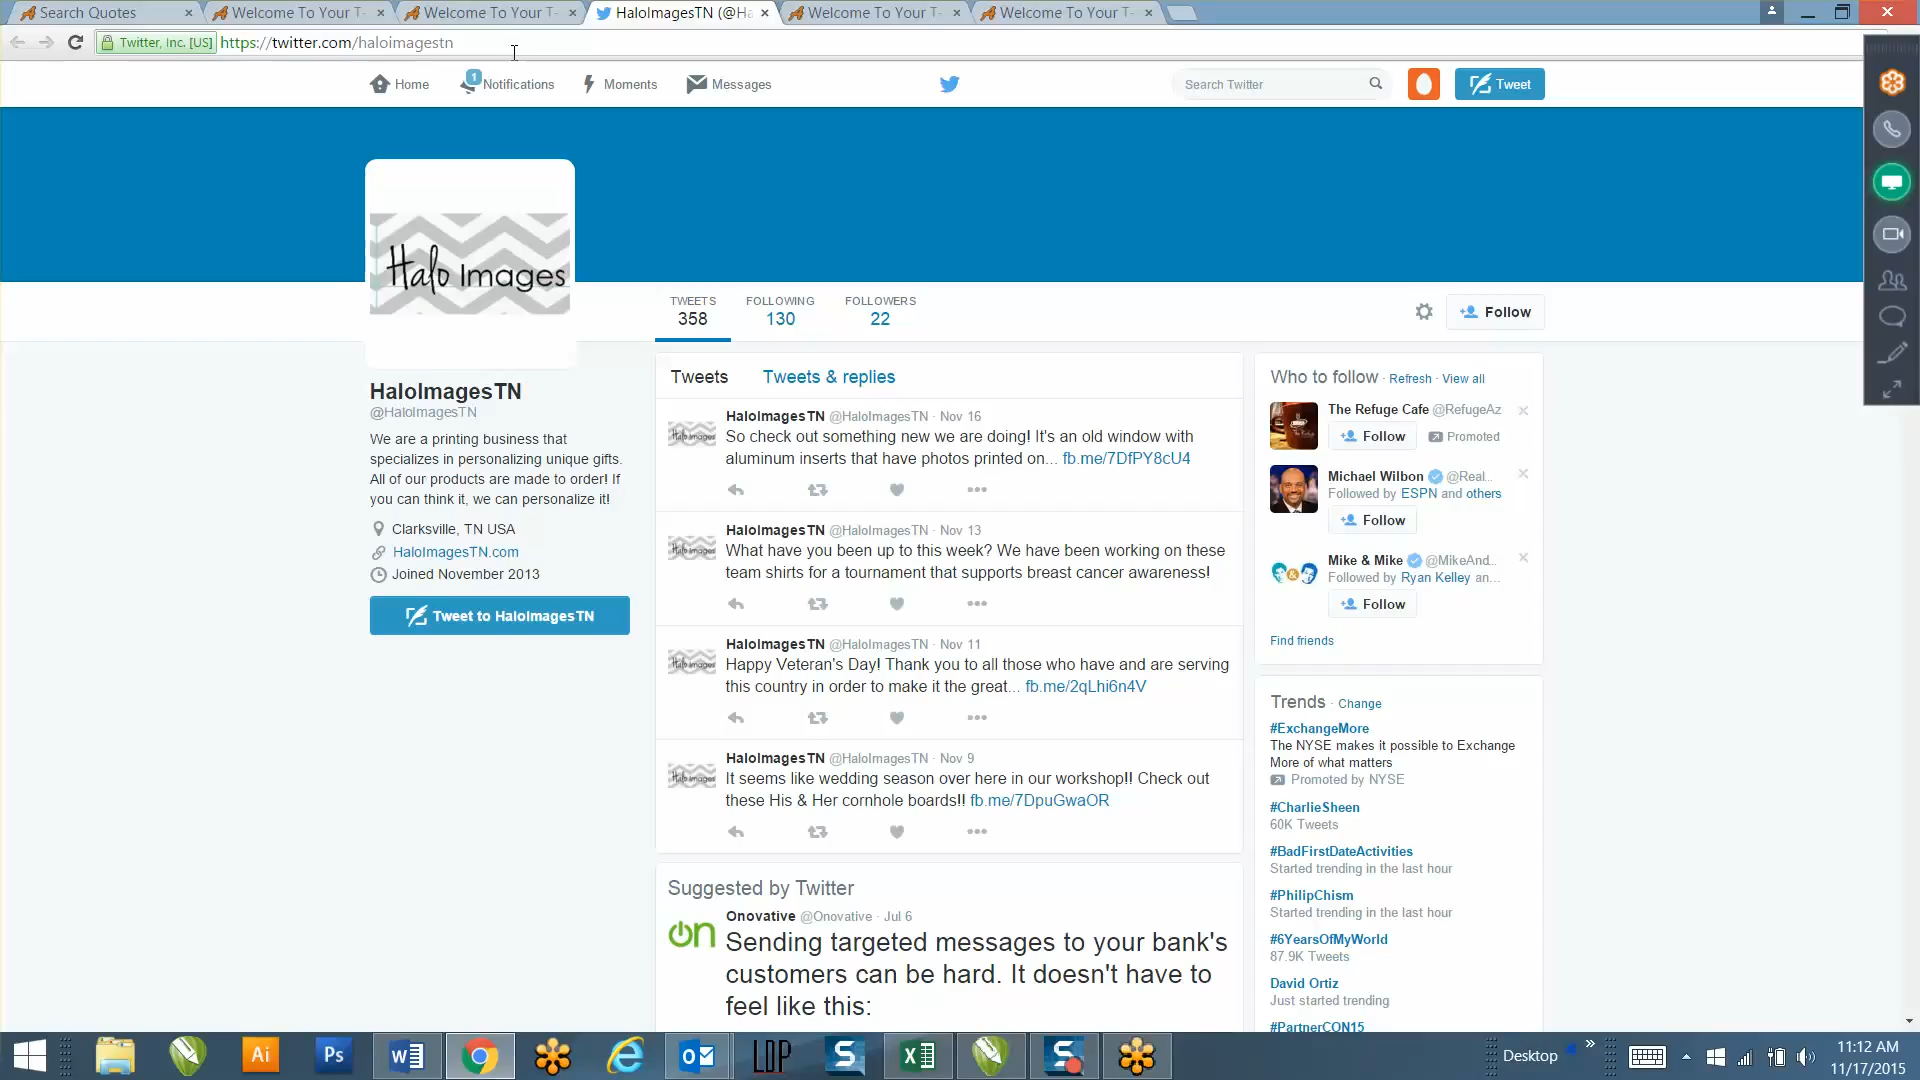 Search Quotes
Welcome To Your T-
Welcome To Your T-
HaloImagesTN (@Ha
Welcome To Your T-
Welcome To Your T-
Twitter, Inc. [US]
https://twitter.com/haloimagestn
1
Home
Notifications
Moments
Messages
Search Twitter
Tweet
Halo Images
TWEETS
FOLLOWING
FOLLOWERS
358
130
22
Follow
HaloImagesTN
@HaloImagesTN
We are a printing business that
specializes in personalizing unique gifts.
All of our products are made to order! If
you can think it, we can personalize it!
Clarksville, TN USA
HaloImagesTN.com
Joined November 2013
Tweet to HaloImagesTN
Tweets
Tweets & replies
HaloImagesTN @HaloImagesTN · Nov 16
So check out something new we are doing! It's an old window with
aluminum inserts that have photos printed on... fb.me/7DfPY8cU4
HaloImagesTN @HaloImagesTN · Nov 13
What have you been up to this week? We have been working on these
team shirts for a tournament that supports breast cancer awareness!
HaloImagesTN @HaloImagesTN · Nov 11
Happy Veteran's Day! Thank you to all those who have and are serving
this country in order to make it the great... fb.me/2qLhi6n4V
HaloImagesTN @HaloImagesTN · Nov 9
It seems like wedding season over here in our workshop!! Check out
these His & Her cornhole boards!! fb.me/7DpuGwaOR
Suggested by Twitter
Onovative @Onovative · Jul 6
on
Sending targeted messages to your bank's
customers can be hard. It doesn't have to
feel like this:
Who to follow · Refresh · View all
The Refuge Cafe @RefugeAz
Follow
Promoted
Michael Wilbon @Real...
Followed by ESPN and others
Follow
Mike & Mike @MikeAnd...
Followed by Ryan Kelley an...
Follow
Find friends
Trends · Change
#ExchangeMore
The NYSE makes it possible to Exchange
More of what matters
Promoted by NYSE
#CharlieSheen
60K Tweets
#BadFirstDateActivities
Started trending in the last hour
#PhilipChism
Started trending in the last hour
#6YearsOfMyWorld
87.9K Tweets
David Ortiz
Just started trending
#PartnerCON15
Ai
Ps
LDP
Desktop
11:12 AM
11/17/2015